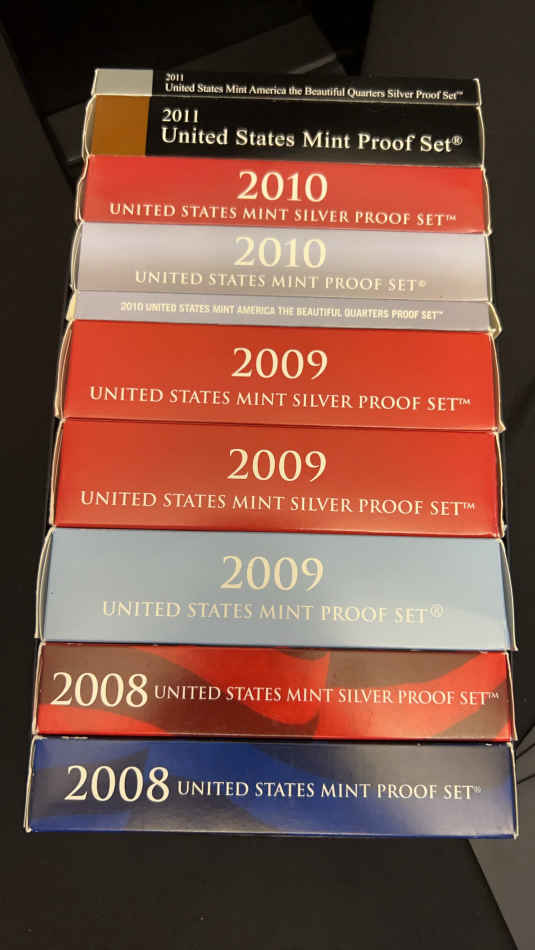 2011
United States Mint America the Beautiful Quarters Silver Proof Set™
2011
United States Mint Proof Set®
2010
UNITED STATES MINT SILVER PROOF SET™
2010
UNITED STATES MINT PROOF SET®
2010 UNITED STATES MINT AMERICA THE BEAUTIFUL QUARTERS PROOF SET™
2009
UNITED STATES MINT SILVER PROOF SET™
2009
UNITED STATES MINT SILVER PROOF SET™
2009
UNITED STATES MINT PROOF SET®
2008 UNITED STATES MINT SILVER PROOF SET™
2008 UNITED STATES MINT PROOF SET®